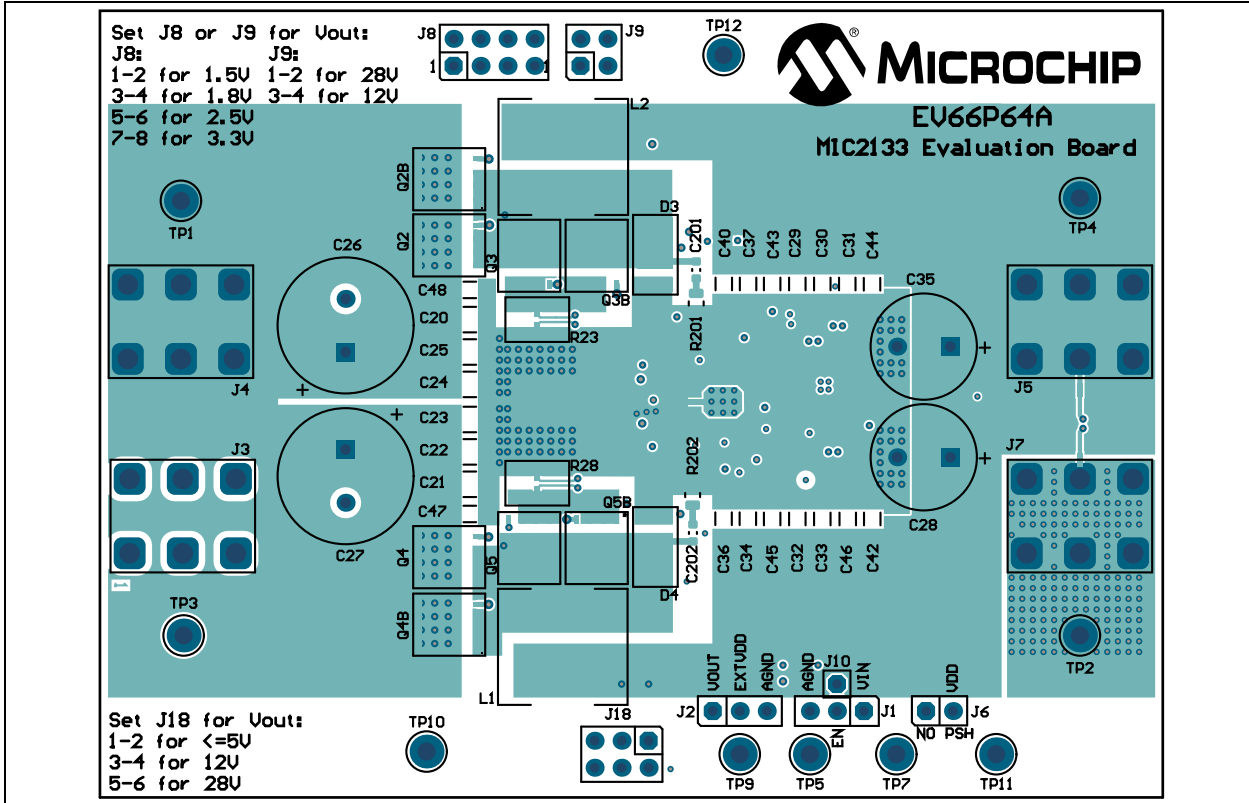 Set J8 or J9 for Vout:
J8: J9:
1-2 for 1.5V 1-2 for 28V
3-4 for 1.8V 3-4 for 12V
5-6 for 2.5V
7-8 for 3.3V
J8
1
1
J9
TP12
®
MICROCHIP
EV66P64A
MIC2133 Evaluation Board
L2
Q2B
Q2
TP1
C26
Q3
Q3B
D3
C201
C40
C37
C43
C29
C30
C31
C44
TP4
C35
+
J4
+
C48
C20
C25
C24
R23
R201
J5
J3
+
C27
C23
C22
C21
C47
R28
R202
J7
+
C28
1
TP3
Q4
Q4B
Q5
Q5B
D4
C202
C36
C34
C45
C32
C33
C46
C42
TP2
L1
Set J18 for Vout:
1-2 for <=5V
3-4 for 12V
5-6 for 28V
TP10
J18
VOUT
EXTVDD
AGND
J2
AGND
J10
VIN
EN
J1
VDD
J6
NO
PSH
TP9
TP5
TP7
TP11